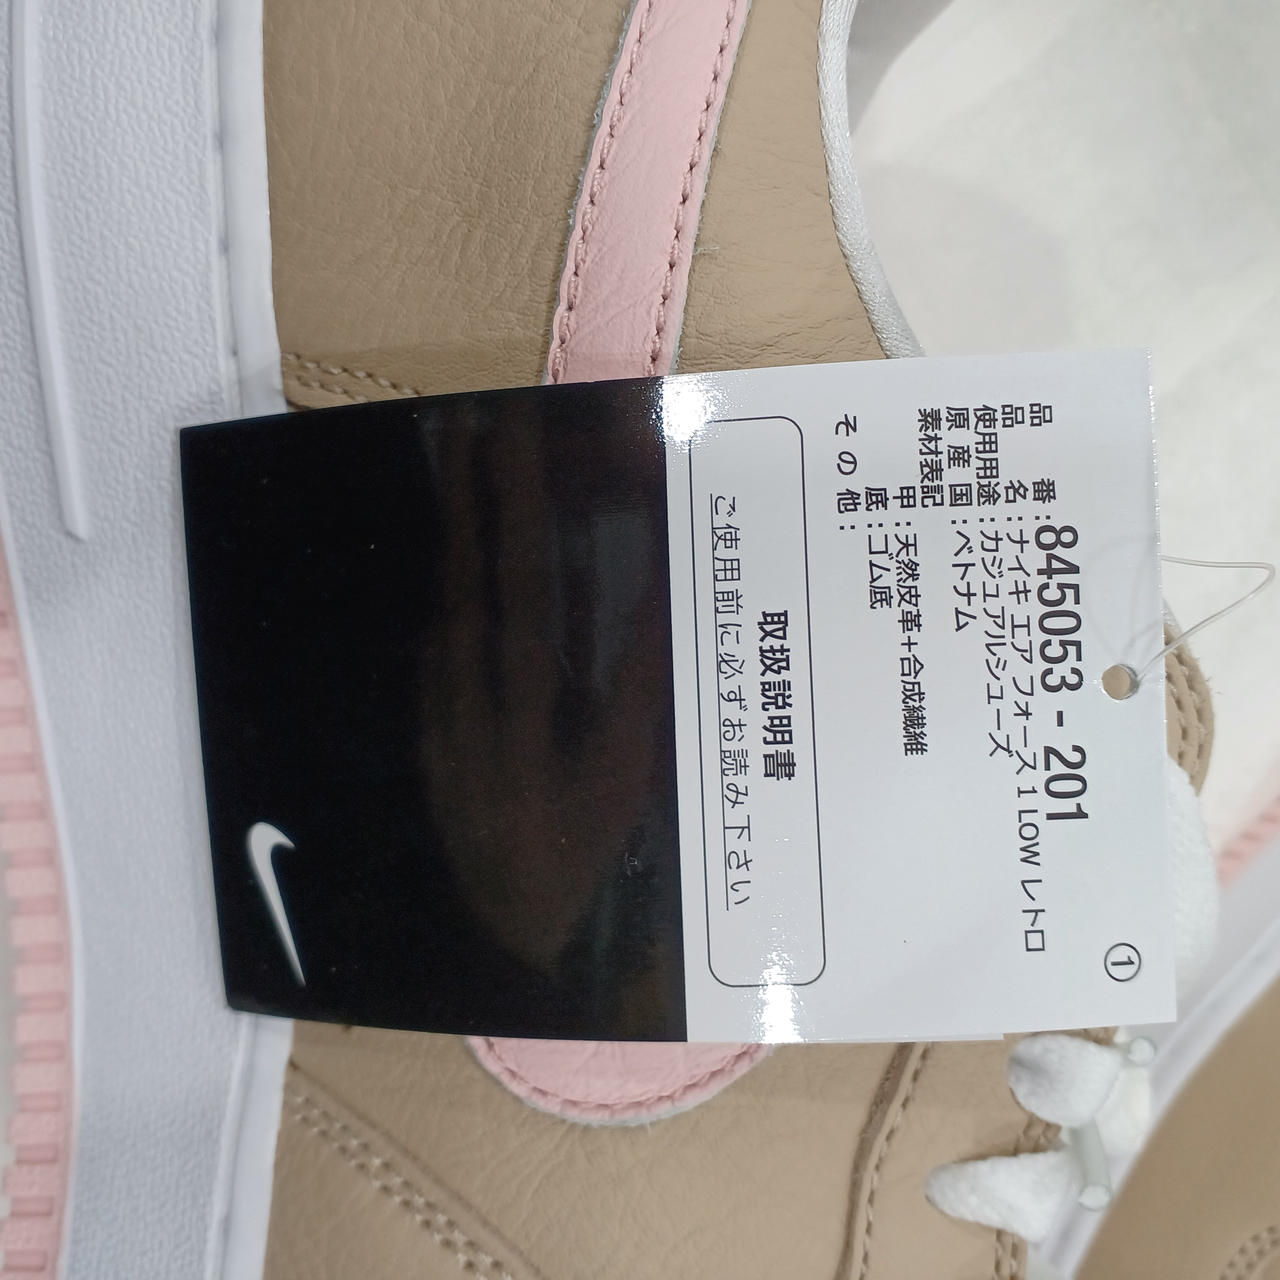 ①
品番:845053-201
品名:ナイキ エア フォース 1 LOW レトロ
使用用途:カジュアルシューズ
原産国:ベトナム
素材表記 甲:天然皮革+合成繊維
底:ゴム底
その他:
取扱説明書
ご使用前に必ずお読み下さい